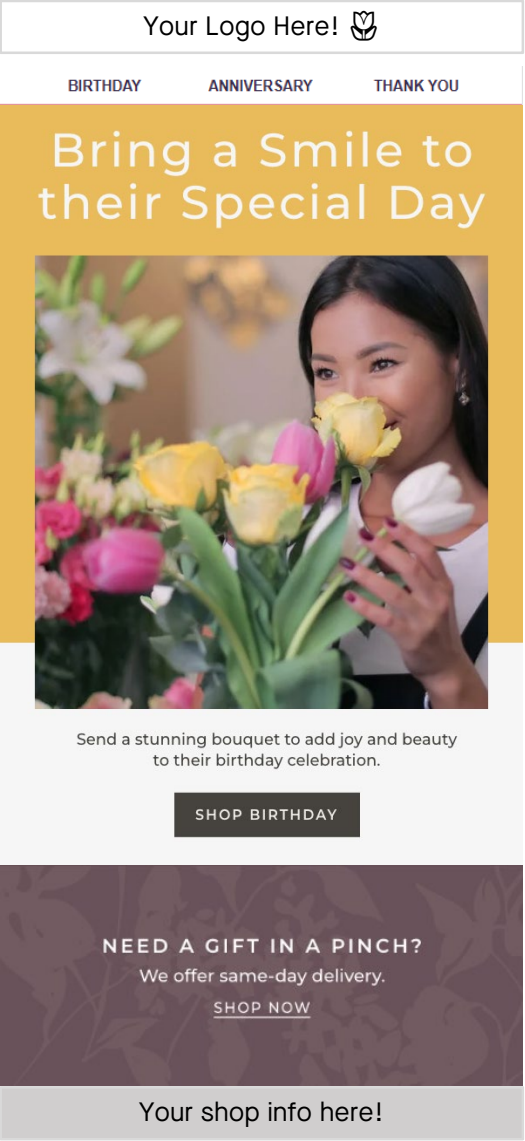 Your Logo Here!
BIRTHDAY ANNIVERSARY THANK YOU
Bring a Smile to
their Special Day
Send a stunning bouquet to add joy and beauty
to their birthday celebration.
SHOP BIRTHDAY
NEED A GIFT IN A PINCH?
We offer same-day delivery.
SHOP NOW
Your shop info here!